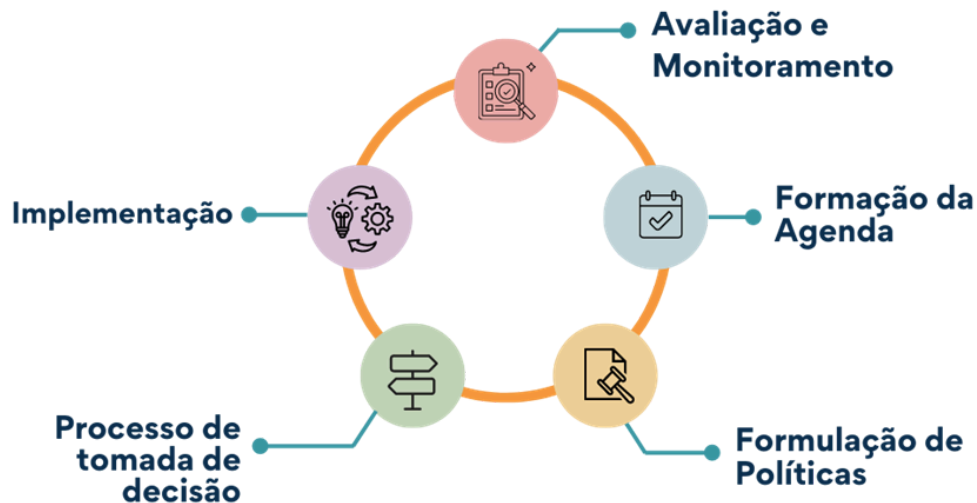 Avaliação e
Monitoramento
Implementação
Formação da
Agenda
Processo de
tomada de
decisão
Formulação de
Políticas